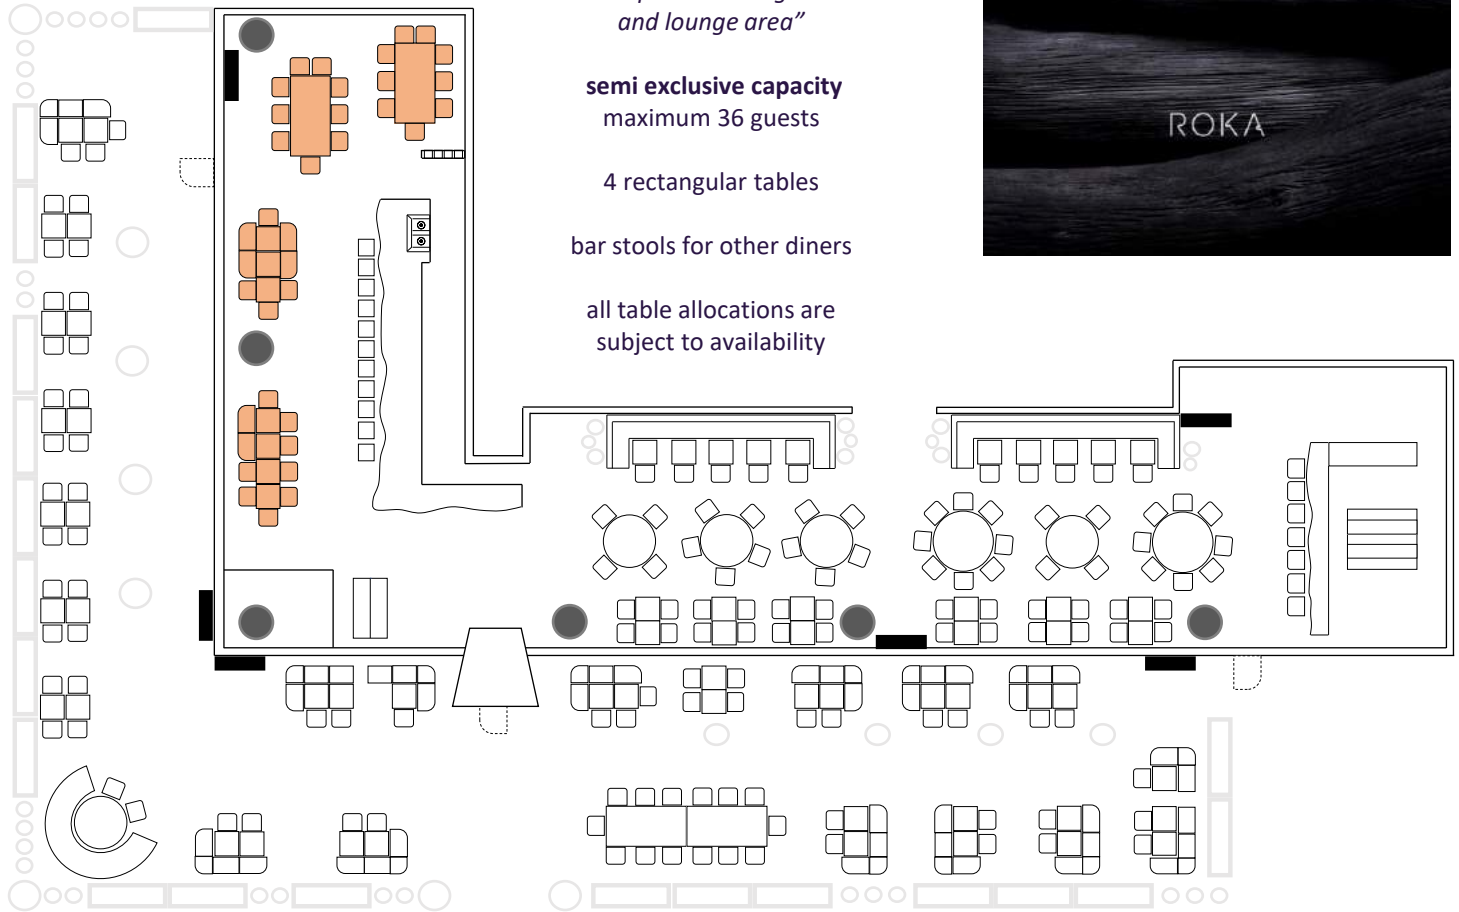 and lounge area”
semi exclusive capacity
maximum 36 guests
4 rectangular tables
bar stools for other diners
all table allocations are
subject to availability
ROKA